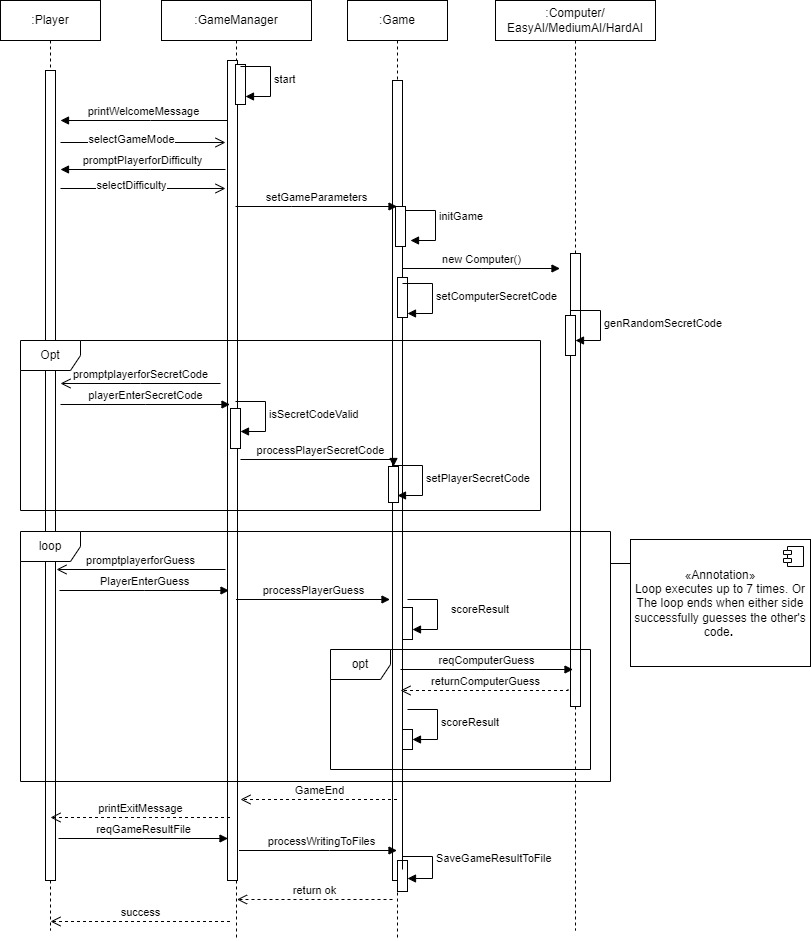 :Player
:GameManager
:Game
:Computer/
EasyAI/MediumAI/HardAI
start
printWelcomeMessage
selectGameMode
promptPlayerforDifficulty
selectDifficulty
setGameParameters
initGame
new Computer()
setComputerSecretCode
genRandomSecretCode
Opt
promptplayerforSecretCode
playerEnterSecretCode
isSecretCodeValid
processPlayerSecretCode
setPlayerSecretCode
loop
promptplayerforGuess
PlayerEnterGuess
processPlayerGuess
scoreResult
«Annotation»
Loop executes up to 7 times. Or
The loop ends when either side
successfully guesses the other's
code.
opt
reqComputerGuess
returnComputerGuess
scoreResult
GameEnd
printExitMessage
reqGameResultFile
processWritingToFiles
SaveGameResultToFile
return ok
success